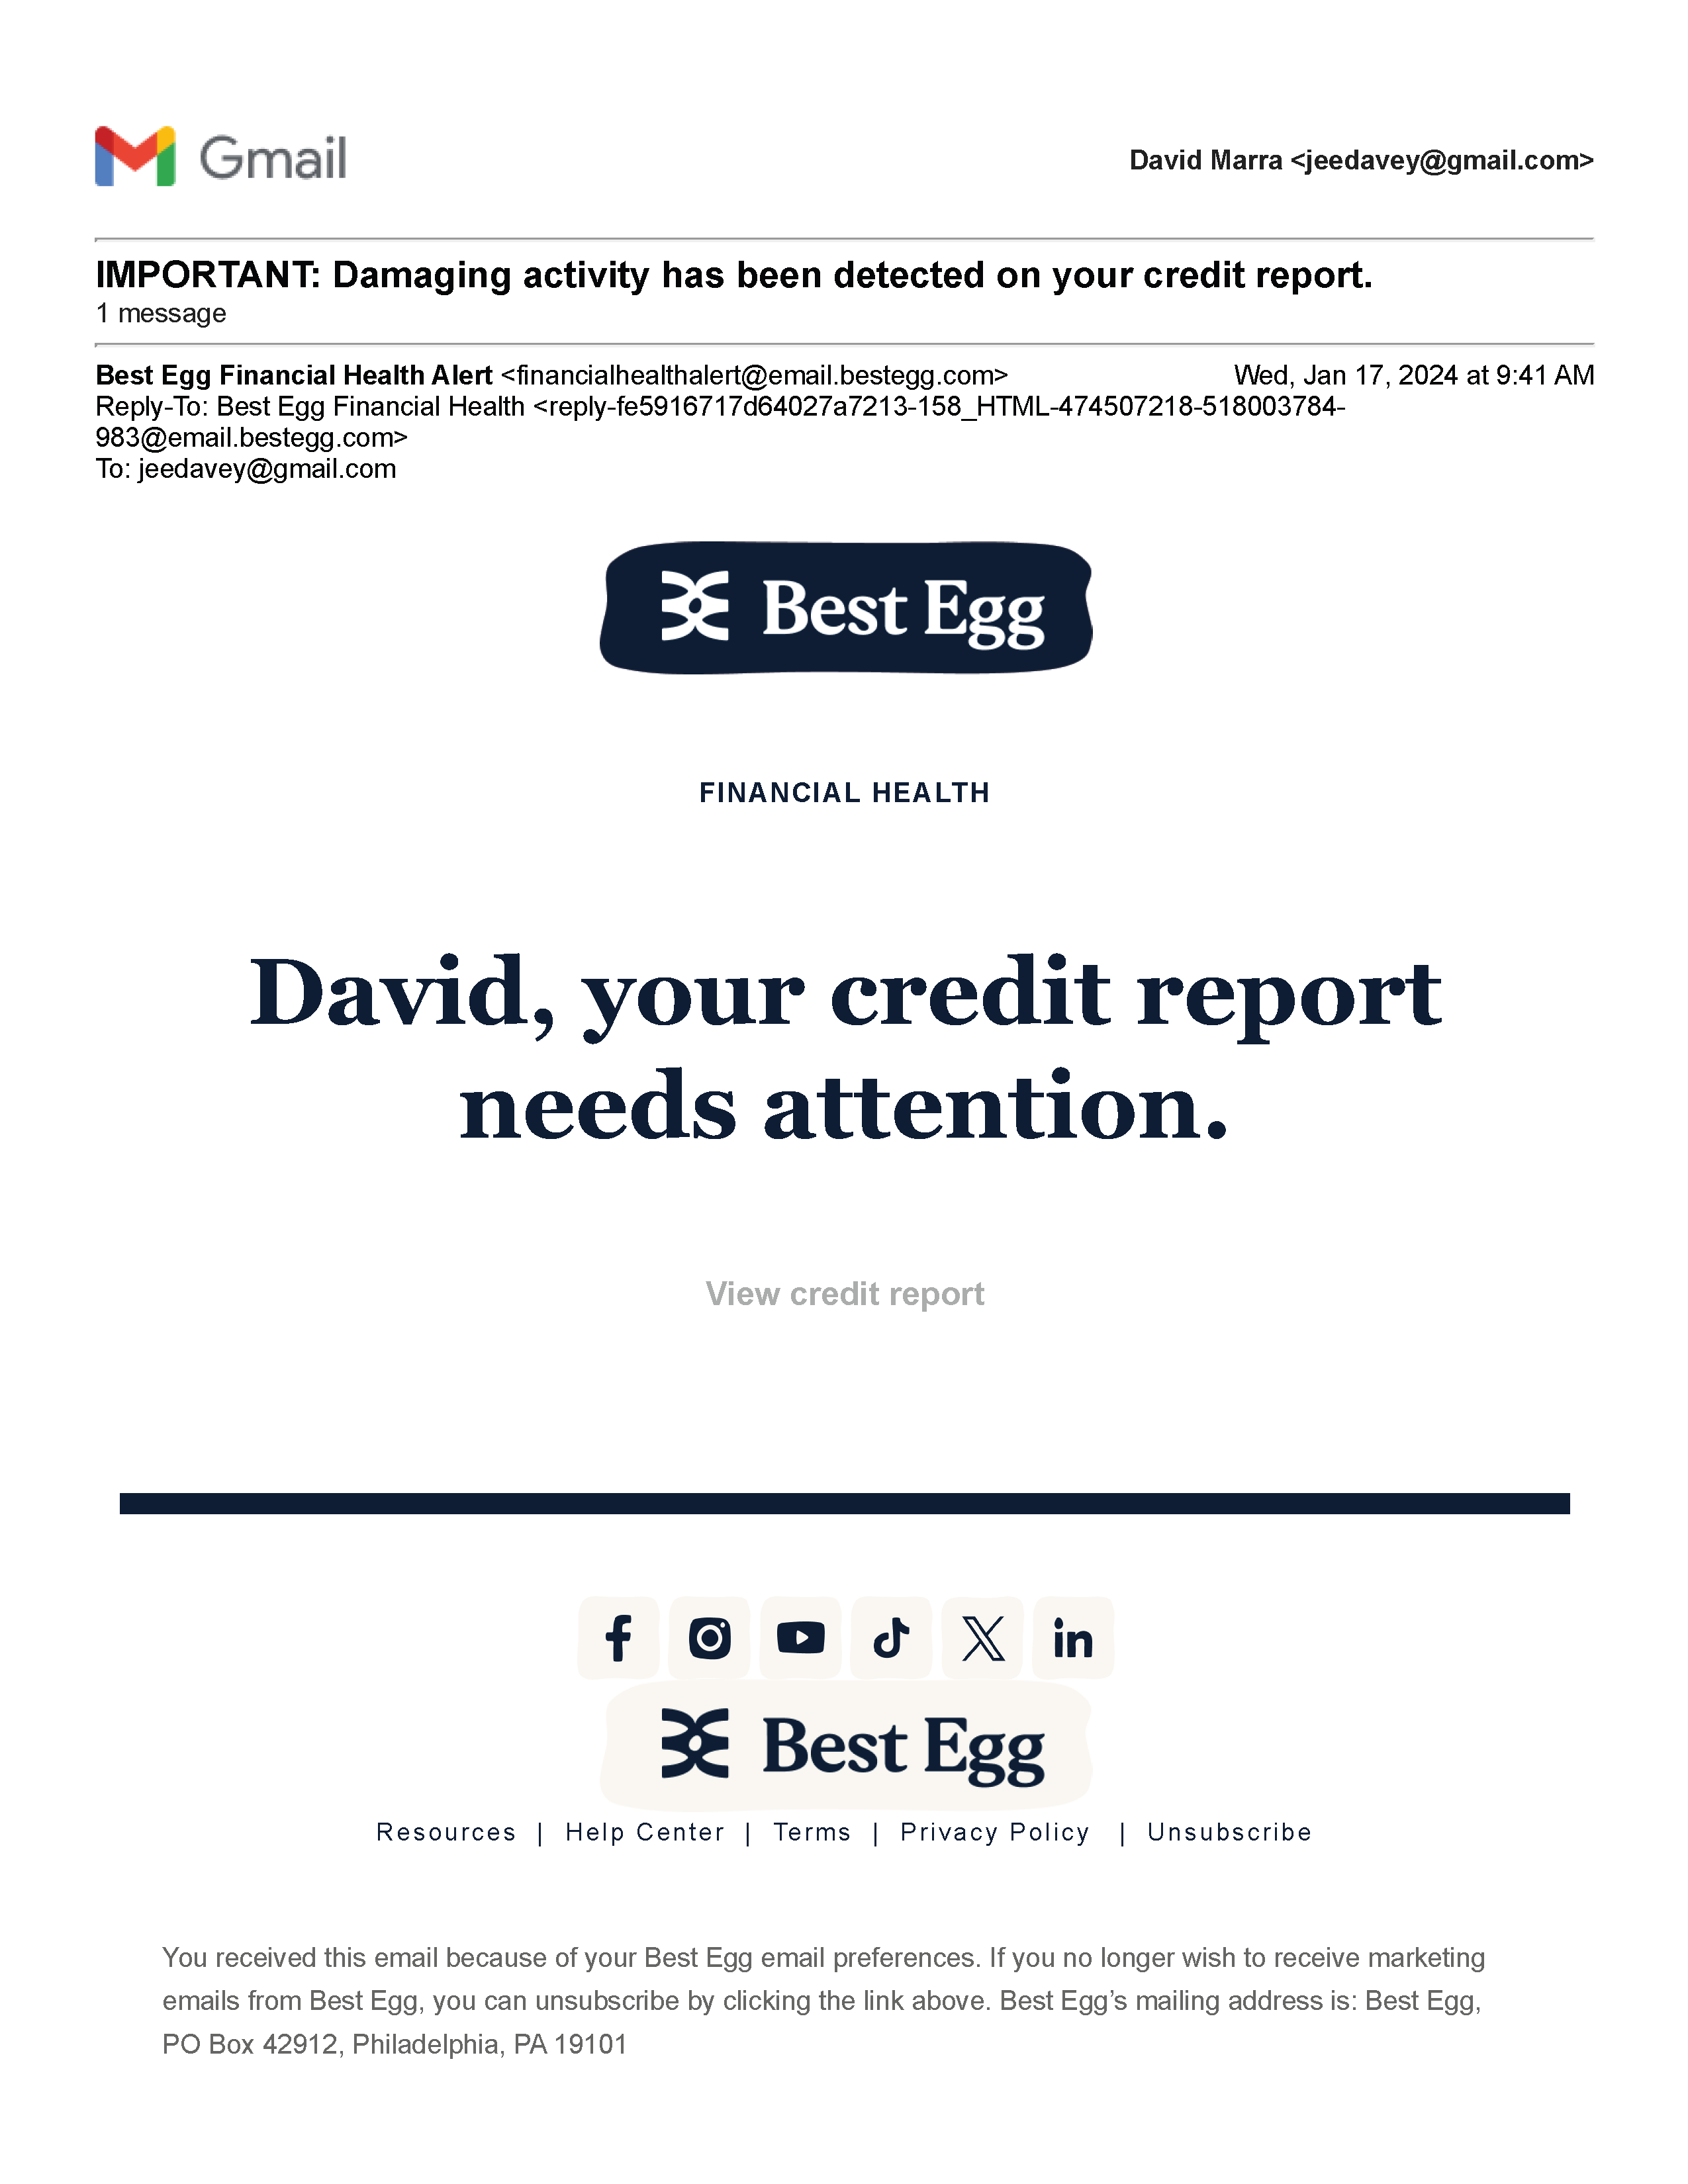 Gmail
David Marra <jeedavey@gmail.com>
IMPORTANT: Damaging activity has been detected on your credit report.
1 message
Best Egg Financial Health Alert <financialhealthalert@email.bestegg.com>
Wed, Jan 17, 2024 at 9:41 AM
Reply-To: Best Egg Financial Health <reply-fe5916717d64027a7213-158_HTML-474507218-518003784-
983@email.bestegg.com>
To: jeedavey@gmail.com
Best Egg
FINANCIAL HEALTH
David, your credit report
needs attention.
View credit report
Best Egg
Resources | Help Center | Terms | Privacy Policy | Unsubscribe
You received this email because of your Best Egg email preferences. If you no longer wish to receive marketing
emails from Best Egg, you can unsubscribe by clicking the link above. Best Egg’s mailing address is: Best Egg,
PO Box 42912, Philadelphia, PA 19101